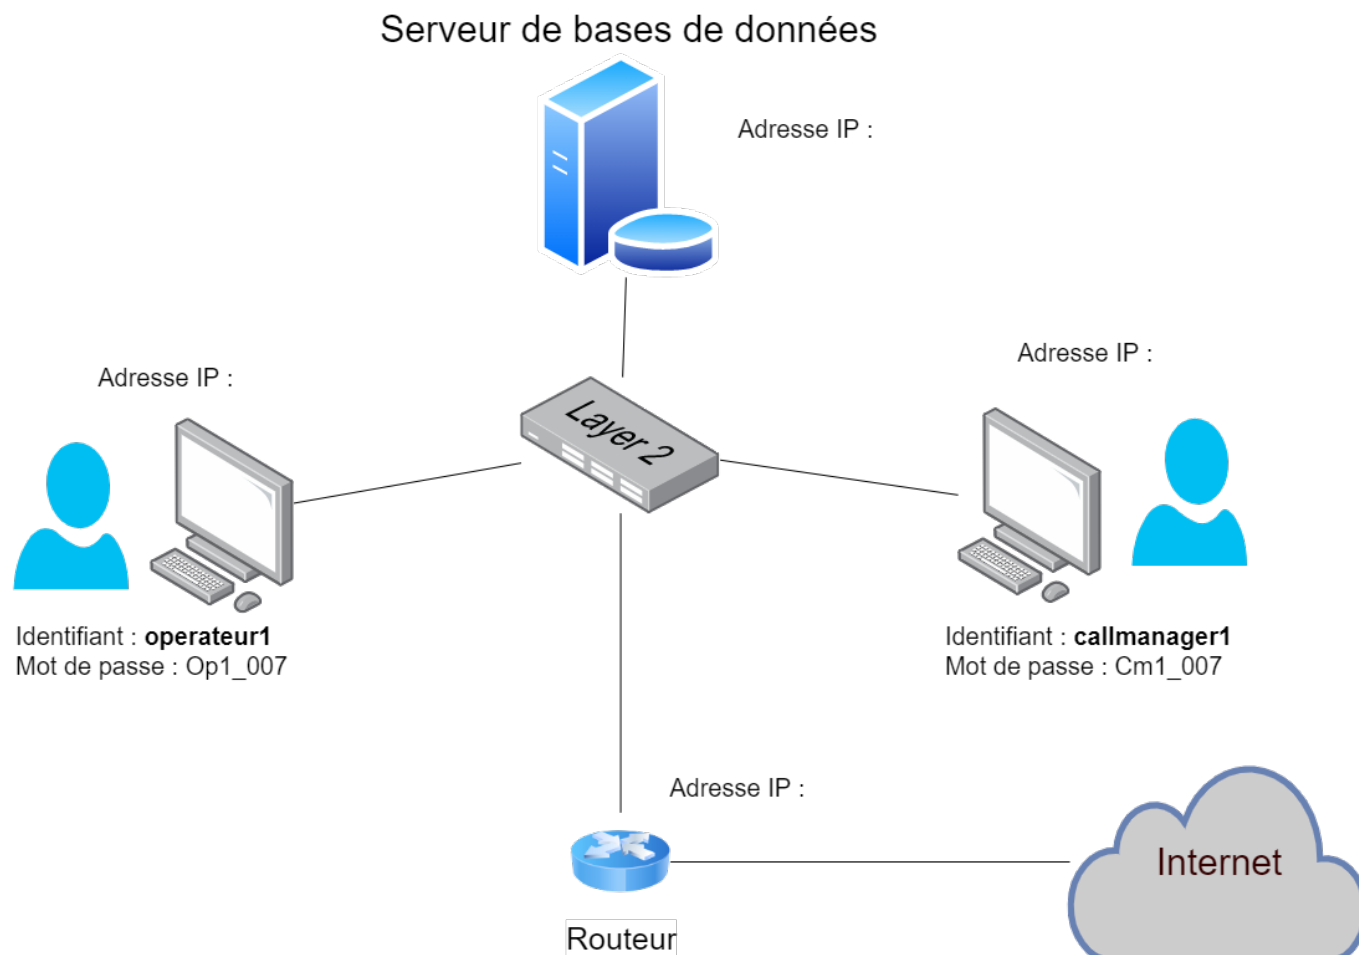 Serveur de bases de données
Adresse IP :
Adresse IP :
Adresse IP :
Layer 2
Identifiant : operateur1
Mot de passe : Op1_007
Identifiant : callmanager1
Mot de passe : Cm1_007
Adresse IP :
Internet
Routeur